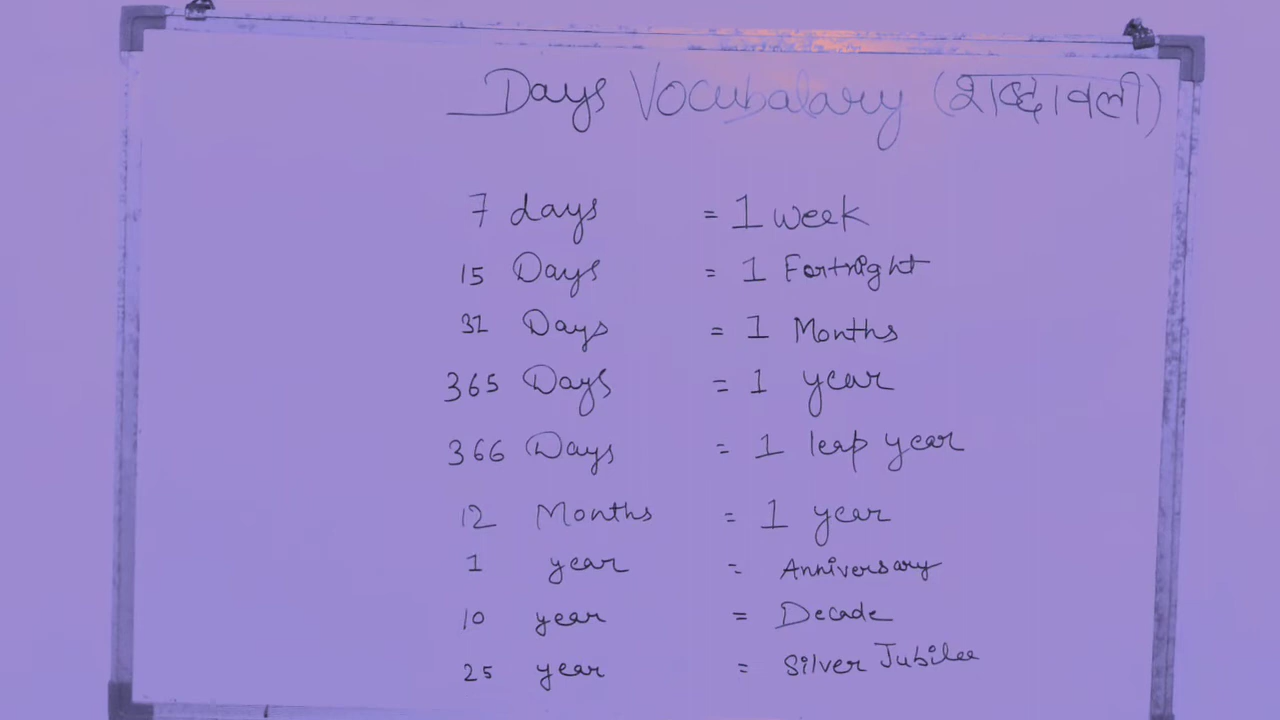 Days Vocubalary (शब्दावली)
7 days = 1 week
15 Days = 1 Fortnight
31 Days = 1 Months
365 Days = 1 year
366 Days = 1 leap year
12 Months = 1 year
1 year = Anniversary
10 year = Decade
25 year = Silver Jubilee